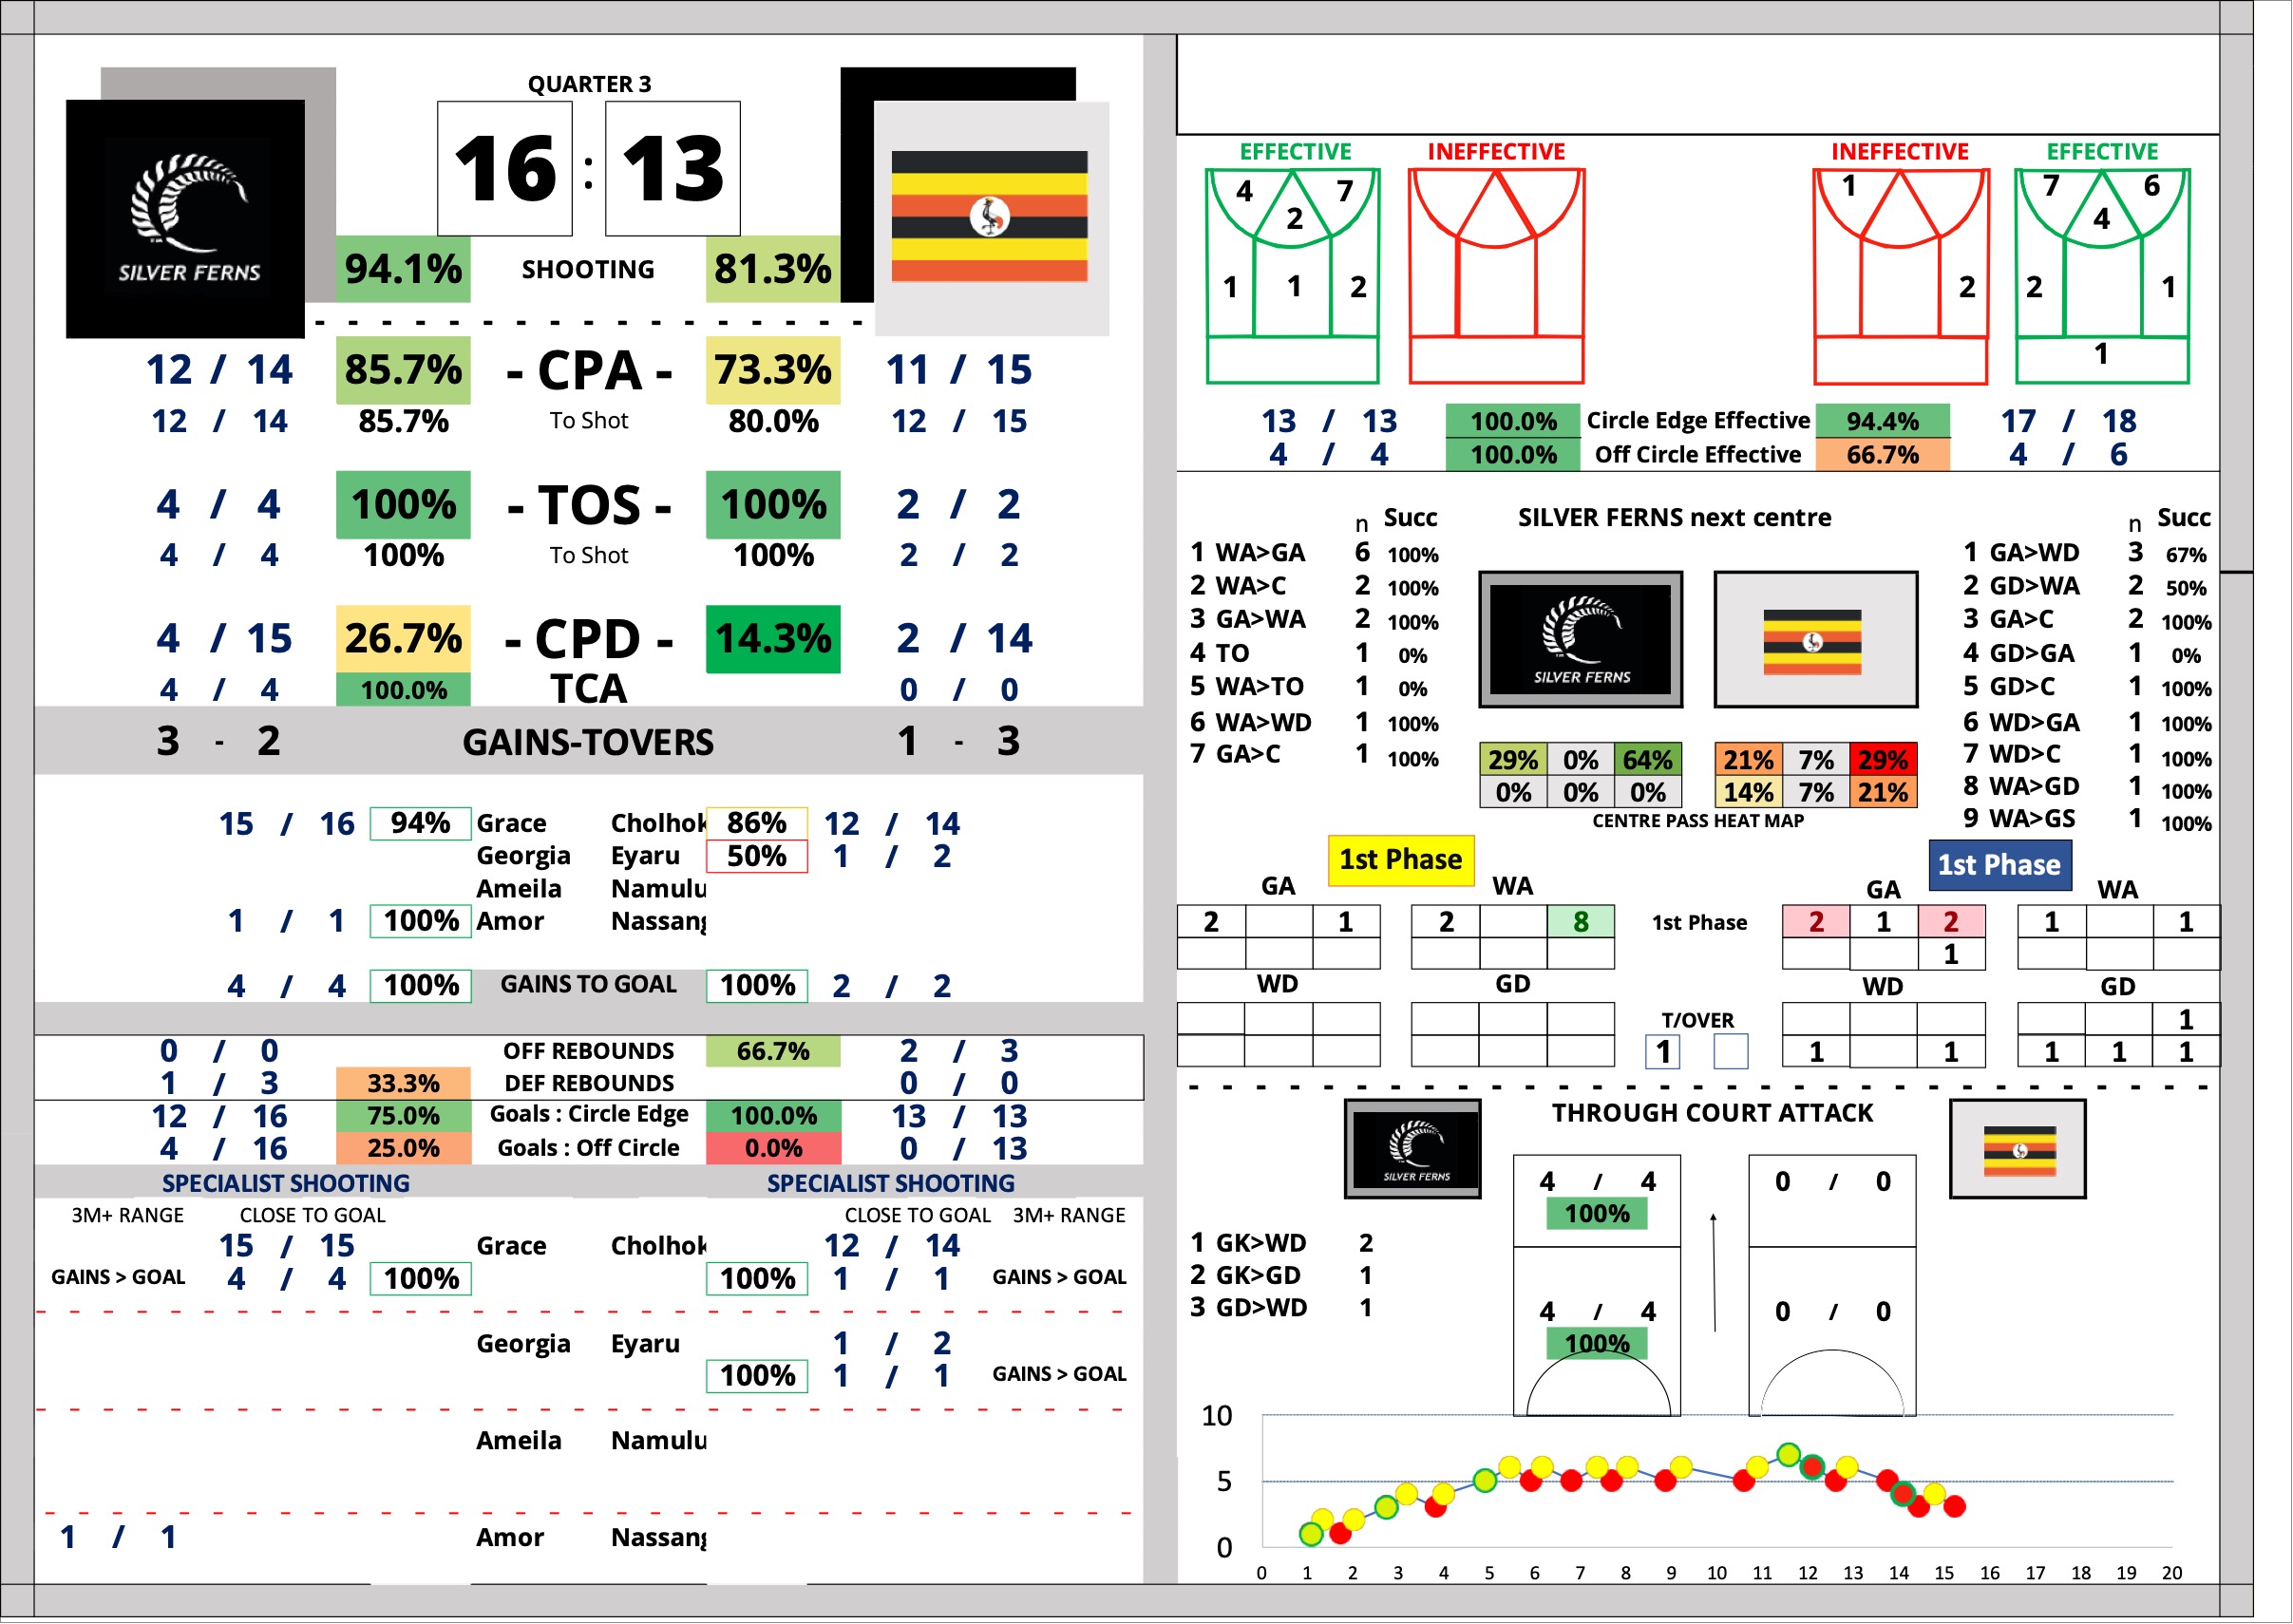 QUARTER 3
16 : 13
SILVER FERNS
94.1% SHOOTING 81.3%
12 / 14 85.7% - CPA - 73.3% 11 / 15
12 / 14 85.7% To Shot 80.0% 12 / 15
4 / 4 100% - TOS - 100% 2 / 2
4 / 4 100% To Shot 100% 2 / 2
4 / 15 26.7% - CPD - 14.3% 2 / 14
4 / 4 100.0% TCA 0 / 0
3 - 2 GAINS-TOVERS 1 - 3
15 / 16 94% Grace Cholhok 86% 12 / 14
Georgia Eyaru 50% 1 / 2
Ameila Namulu
1 / 1 100% Amor Nassang
4 / 4 100% GAINS TO GOAL 100% 2 / 2
0 / 0 OFF REBOUNDS 66.7% 2 / 3
1 / 3 33.3% DEF REBOUNDS 0 / 0
12 / 16 75.0% Goals : Circle Edge 100.0% 13 / 13
4 / 16 25.0% Goals : Off Circle 0.0% 0 / 13
SPECIALIST SHOOTING SPECIALIST SHOOTING
3M+ RANGE CLOSE TO GOAL CLOSE TO GOAL 3M+ RANGE
15 / 15 Grace Cholhok 12 / 14
GAINS > GOAL 4 / 4 100% 100% 1 / 1 GAINS > GOAL
Georgia Eyaru 1 / 2
100% 1 / 1 GAINS > GOAL
Ameila Namulu
1 / 1 Amor Nassang
EFFECTIVE INEFFECTIVE INEFFECTIVE EFFECTIVE
4 7 1 7 6
2 4
1 1 2 2 2 1
1
13 / 13 100.0% Circle Edge Effective 94.4% 17 / 18
4 / 4 100.0% Off Circle Effective 66.7% 4 / 6
n Succ SILVER FERNS next centre n Succ
1 WA>GA 6 100% 1 GA>WD 3 67%
2 WA>C 2 100% 2 GD>WA 2 50%
3 GA>WA 2 100% 3 GA>C 2 100%
4 TO 1 0% 4 GD>GA 1 0%
5 WA>TO 1 0% SILVER FERNS 5 GD>C 1 100%
6 WA>WD 1 100% 6 WD>GA 1 100%
7 GA>C 1 100% 29% 0% 64% 21% 7% 29% 7 WD>C 1 100%
0% 0% 0% 14% 7% 21% 8 WA>GD 1 100%
CENTRE PASS HEAT MAP 9 WA>GS 1 100%
1st Phase 1st Phase
GA WA GA WA
2 1 2 8 1st Phase 2 1 2 1 1
1
WD GD WD GD
T/OVER 1
1 1 1 1 1 1
THROUGH COURT ATTACK
SILVER FERNS 4 / 4 0 / 0
100%
1 GK>WD 2
2 GK>GD 1
3 GD>WD 1 4 / 4 0 / 0
100%
10
5
0
0 1 2 3 4 5 6 7 8 9 10 11 12 13 14 15 16 17 18 19 20